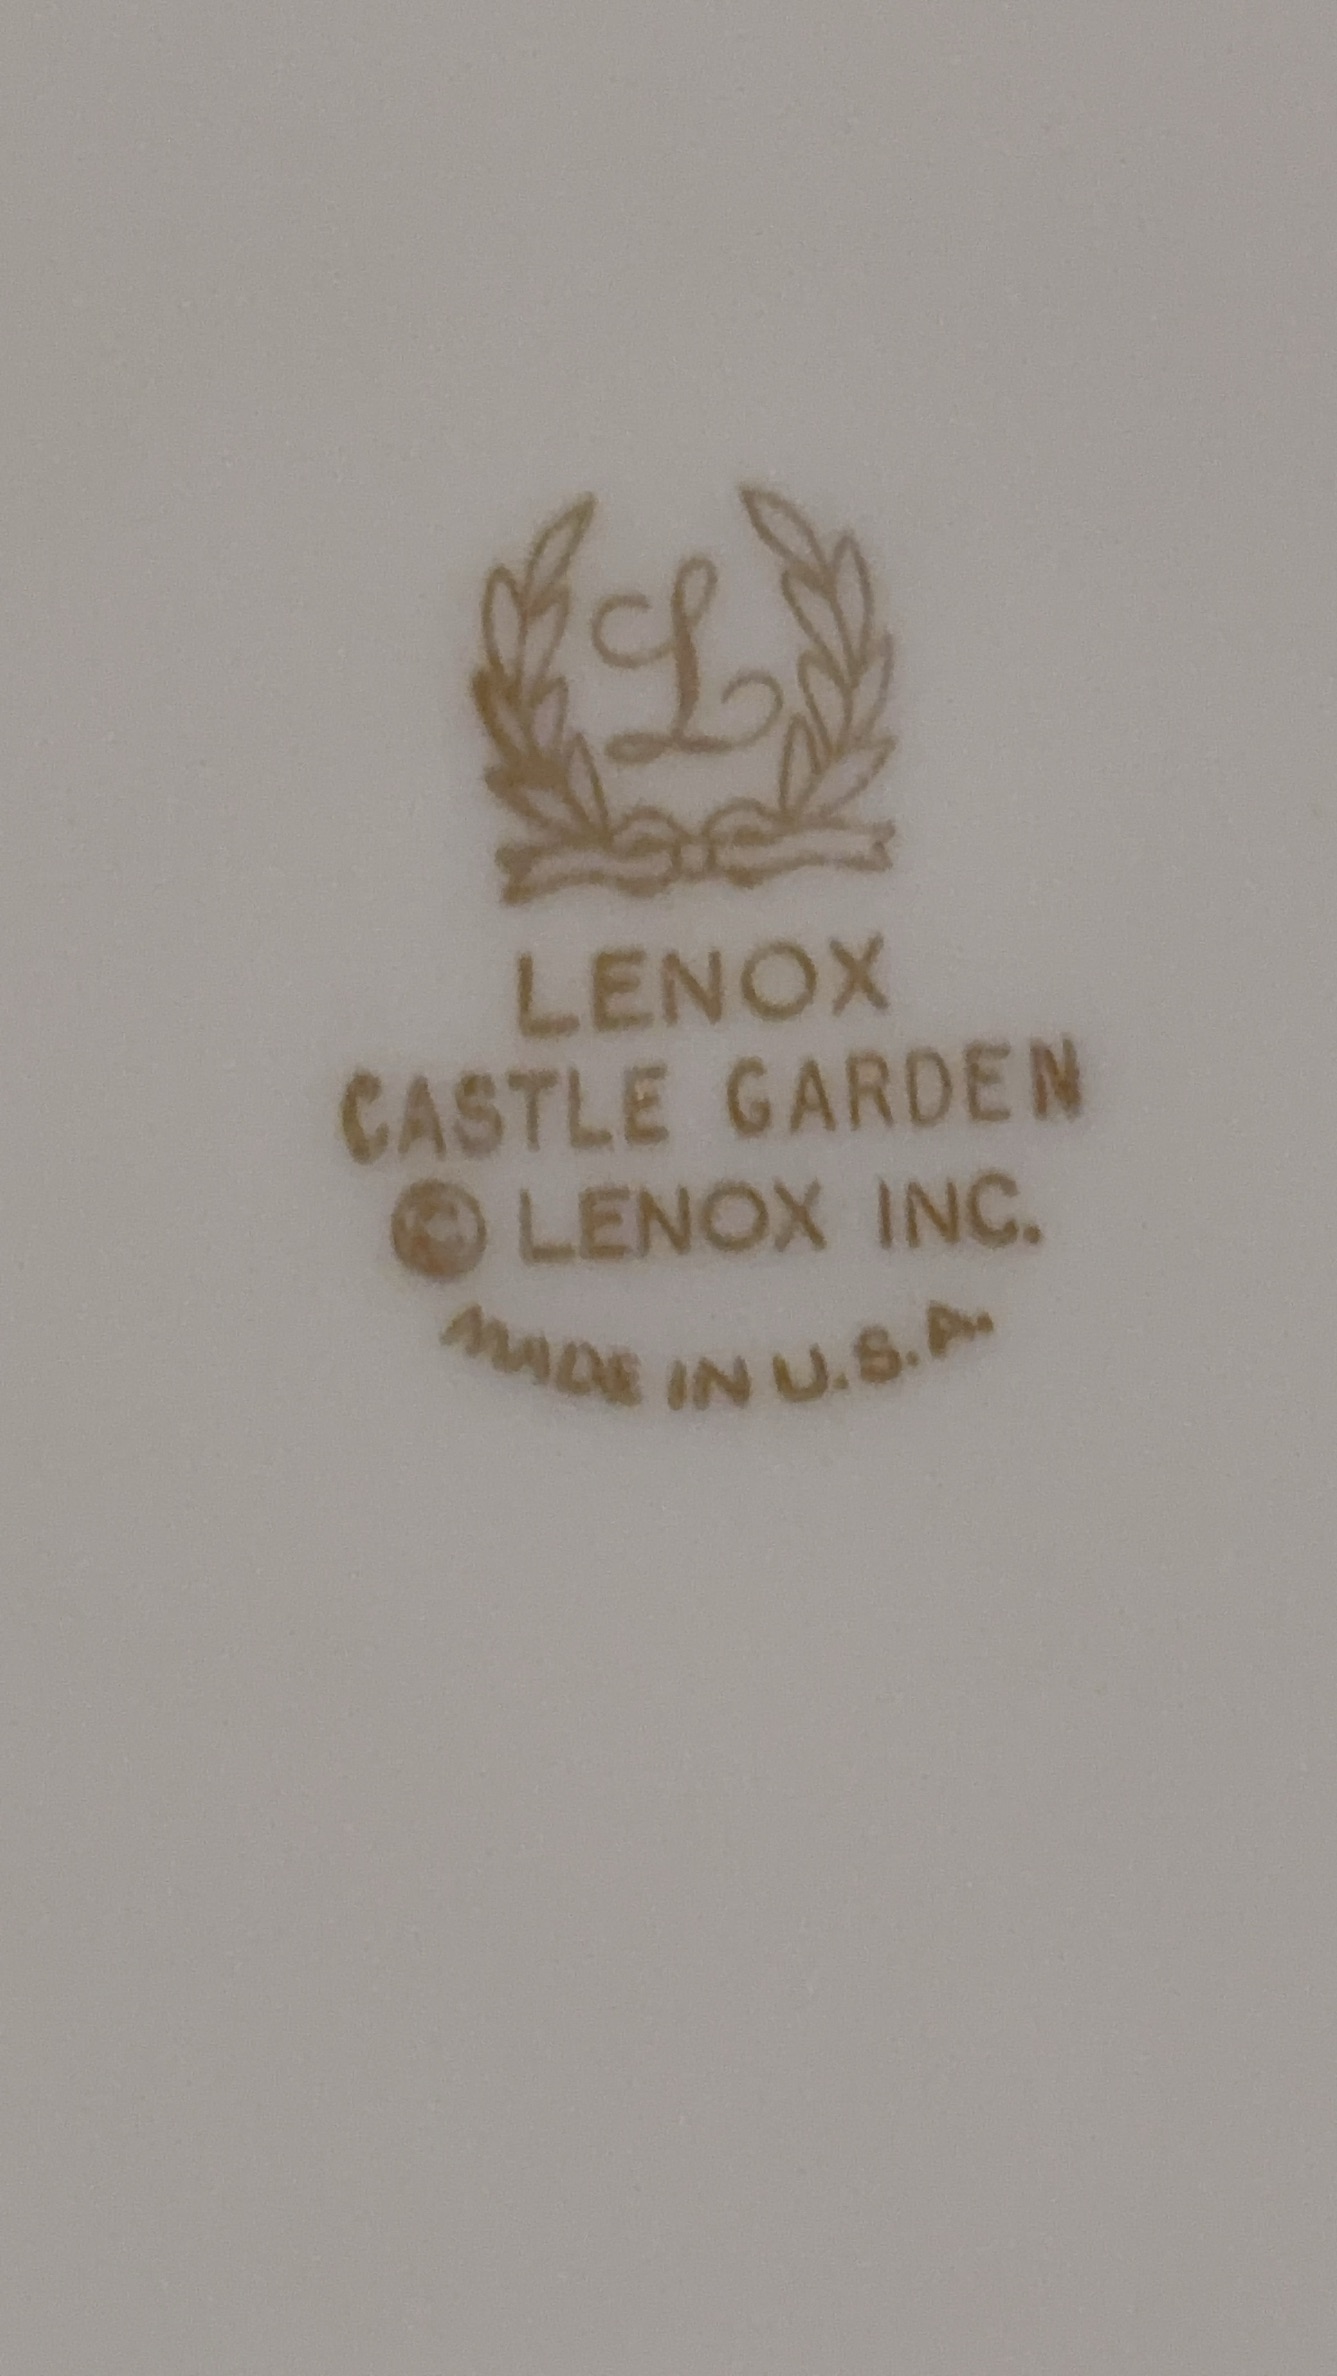 L
LENOX
CASTLE GARDEN
© LENOX INC.
MADE IN U.S.A.